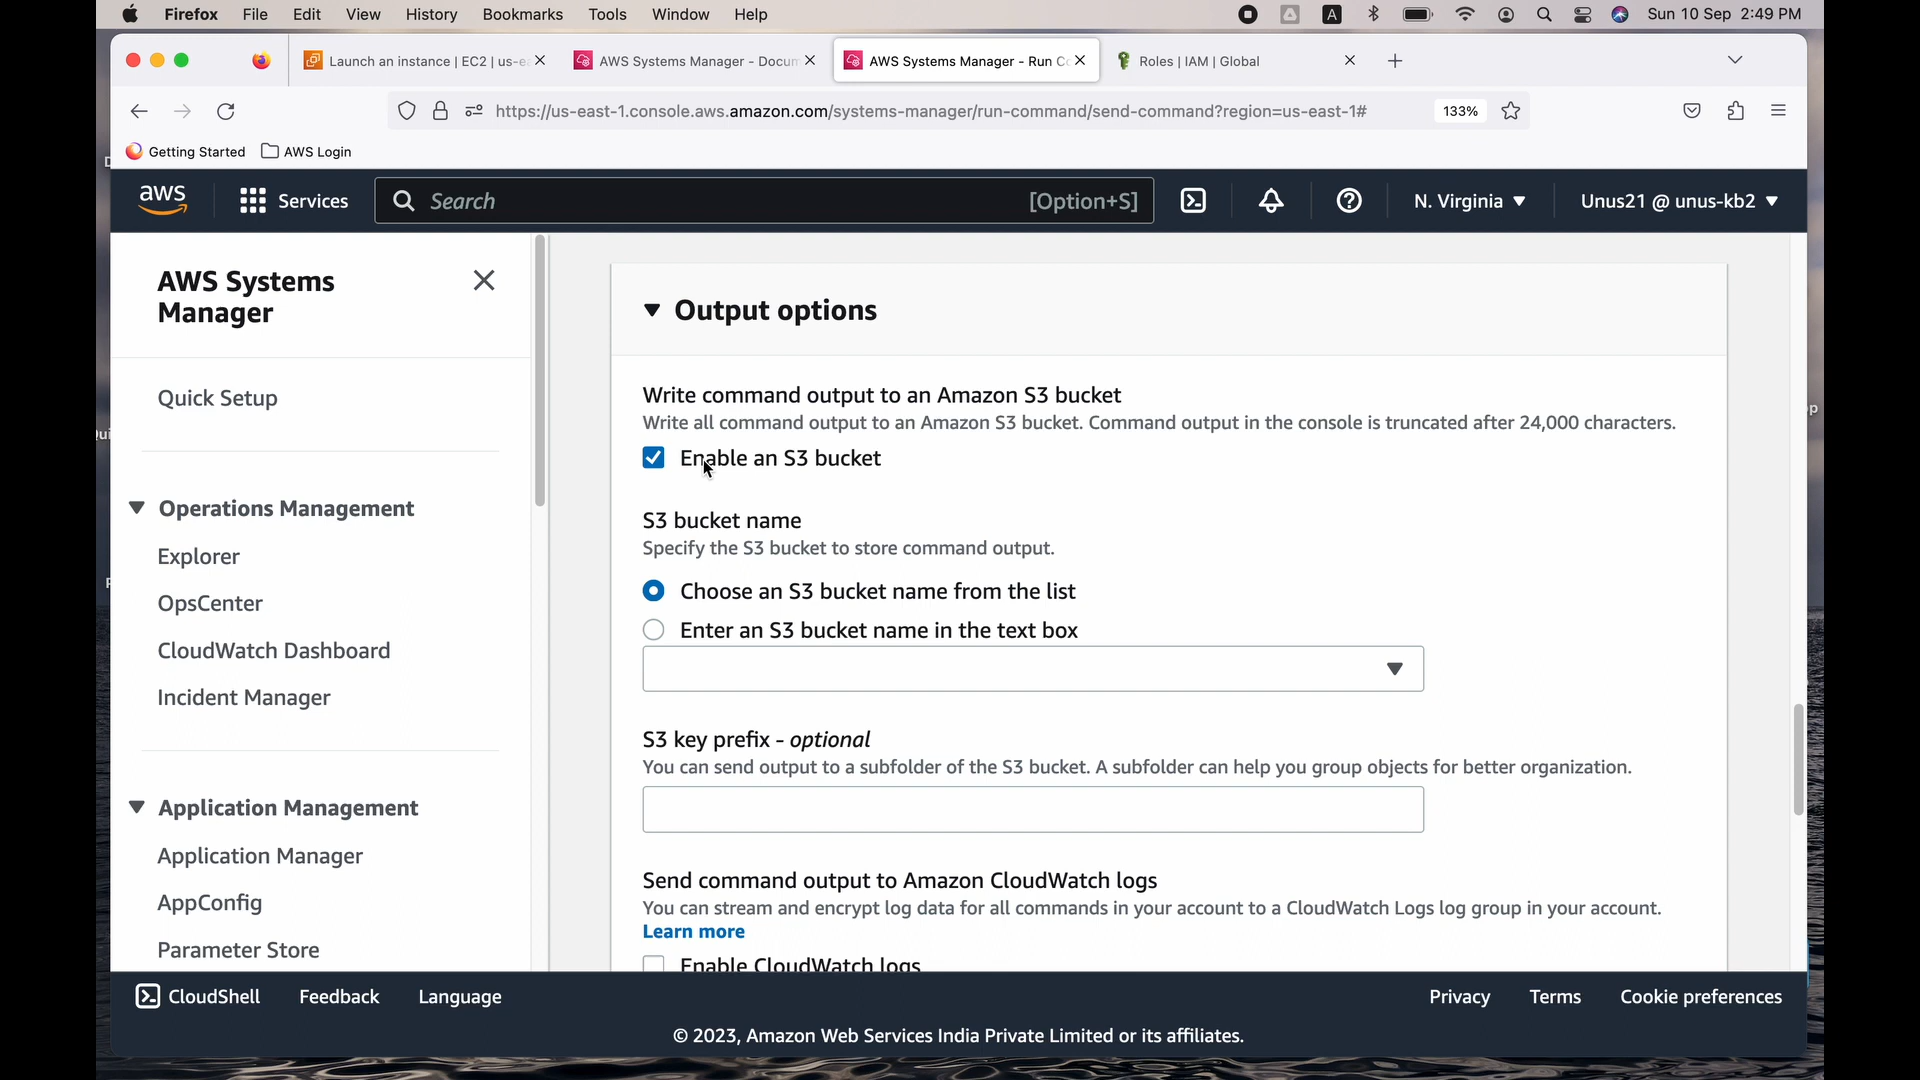 Firefox File Edit View History Bookmarks Tools Window Help
A
Sun 10 Sep 2:49 PM
Launch an instance | EC2 | us-ea
AWS Systems Manager - Docum
AWS Systems Manager - Run Co
Roles | IAM | Global
https://us-east-1.console.aws.amazon.com/systems-manager/run-command/send-command?region=us-east-1#
133%
Getting Started
AWS Login
aws
Services
Search
[Option+S]
N. Virginia
Unus21 @ unus-kb2
AWS Systems
Manager
Quick Setup
Operations Management
Explorer
OpsCenter
CloudWatch Dashboard
Incident Manager
Application Management
Application Manager
AppConfig
Parameter Store
Output options
Write command output to an Amazon S3 bucket
Write all command output to an Amazon S3 bucket. Command output in the console is truncated after 24,000 characters.
Enable an S3 bucket
S3 bucket name
Specify the S3 bucket to store command output.
Choose an S3 bucket name from the list
Enter an S3 bucket name in the text box
S3 key prefix - optional
You can send output to a subfolder of the S3 bucket. A subfolder can help you group objects for better organization.
Send command output to Amazon CloudWatch logs
You can stream and encrypt log data for all commands in your account to a CloudWatch Logs log group in your account.
Learn more
Enable CloudWatch logs
CloudShell
Feedback
Language
Privacy
Terms
Cookie preferences
© 2023, Amazon Web Services India Private Limited or its affiliates.